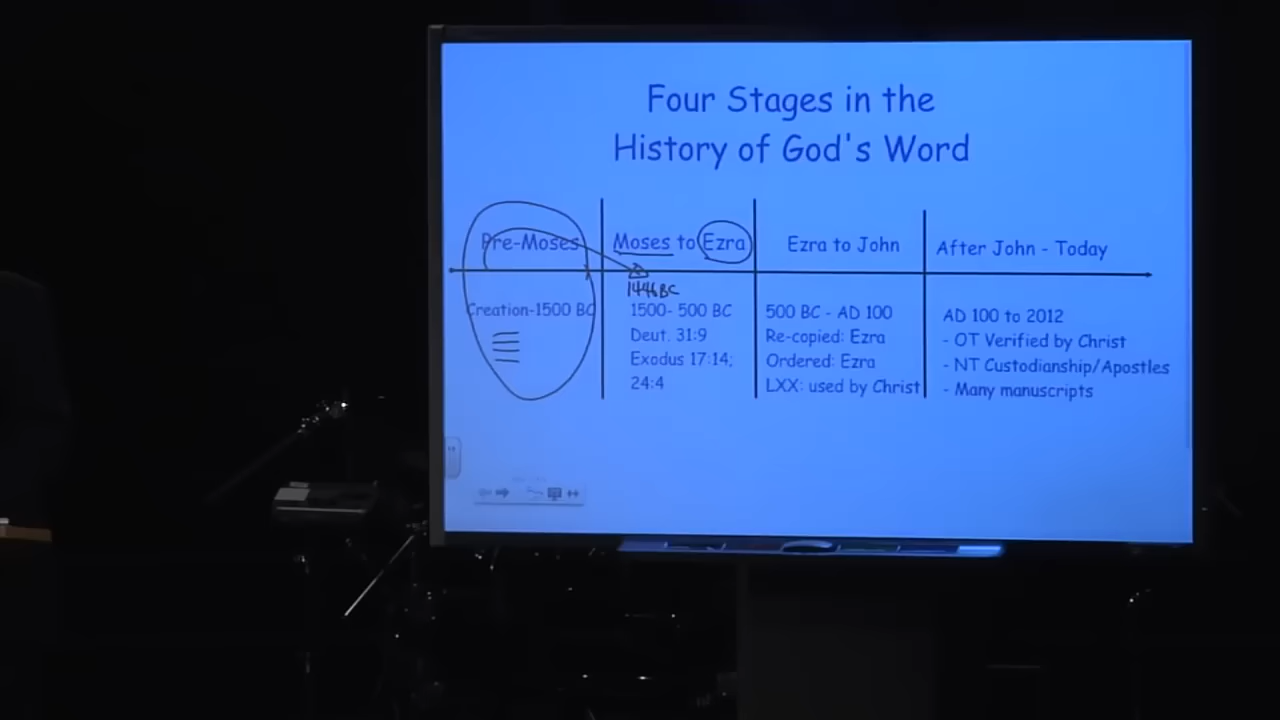 Four Stages in the
History of God's Word
Pre-Moses
Moses to Ezra
Ezra to John
After John - Today
1446 BC
Creation-1500 BC
1500- 500 BC
Deut. 31:9
Exodus 17:14;
24:4
500 BC - AD 100
Re-copied: Ezra
Ordered: Ezra
LXX: used by Christ
AD 100 to 2012
- OT Verified by Christ
- NT Custodianship/Apostles
- Many manuscripts